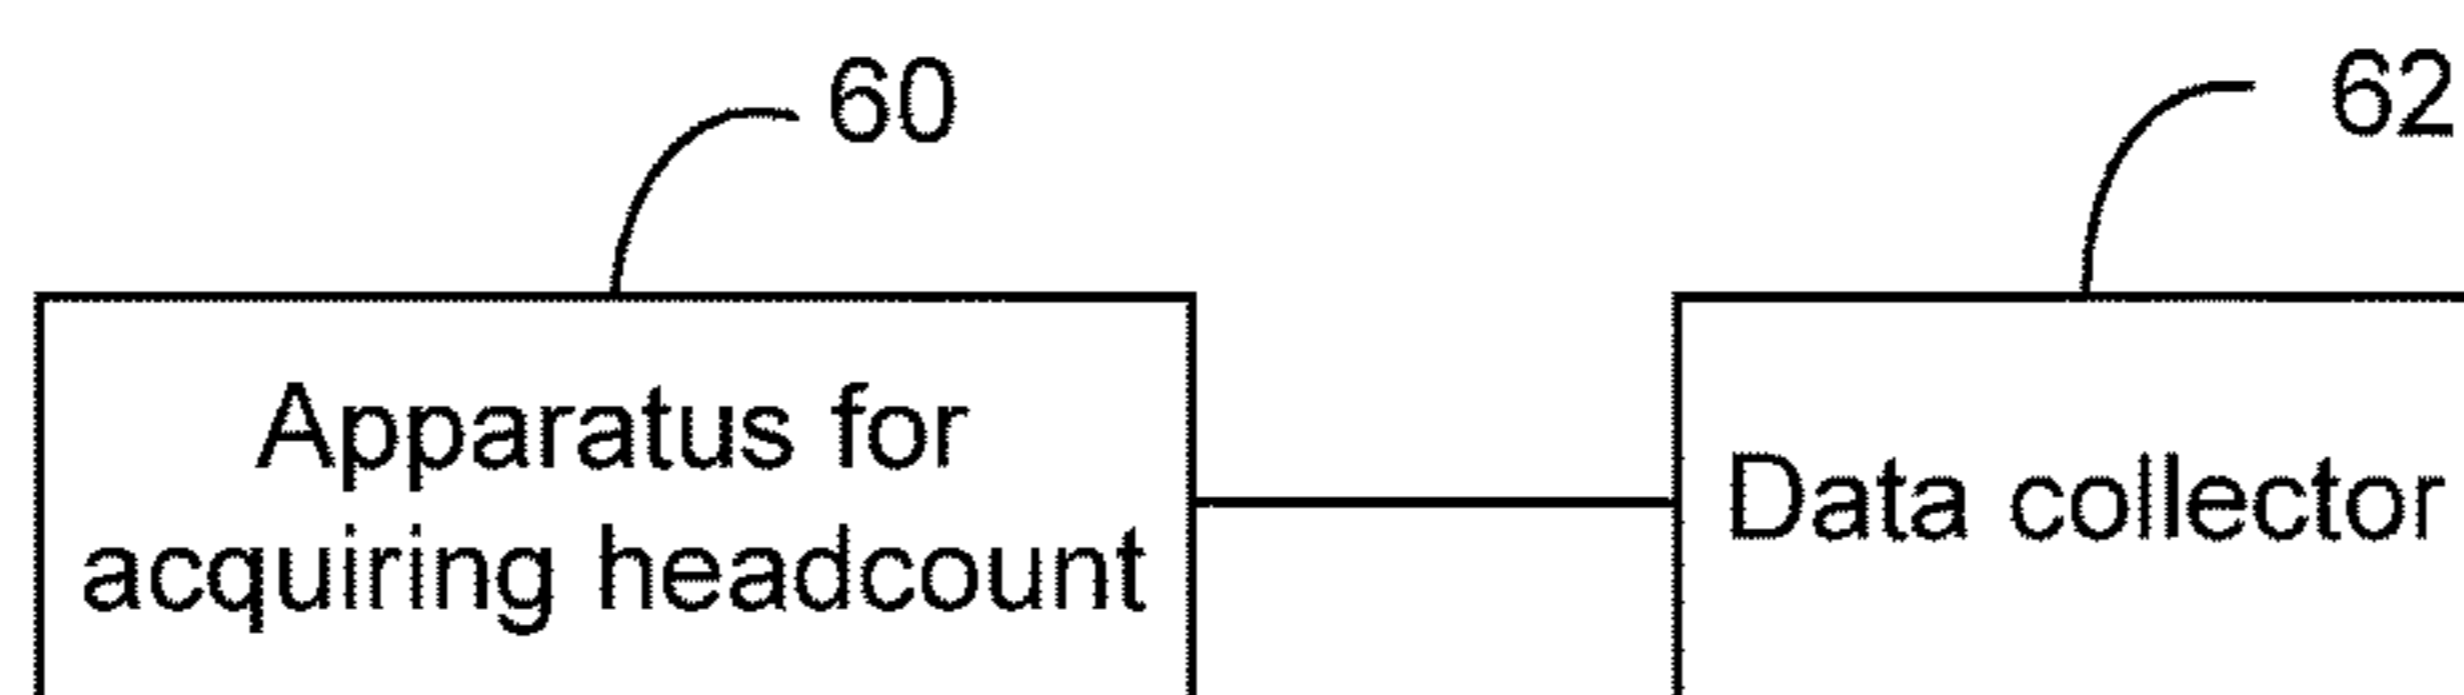 60
62
Apparatus for
acquiring headcount
Data collector